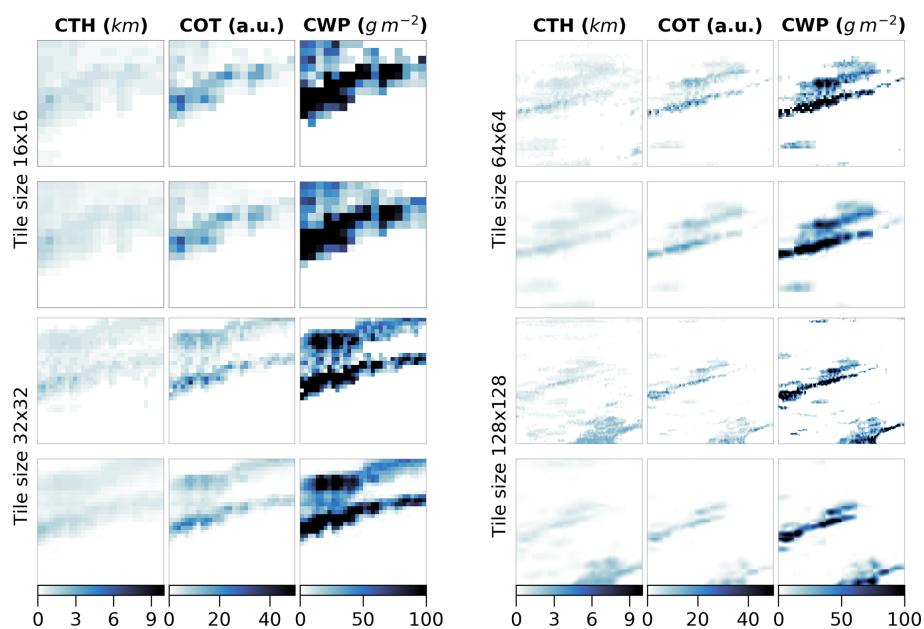 CTH (km) COT (a.u.) CWP (g m⁻²)
Tile size 16x16
Tile size 32x32
0 3 6 9 0 20 40 0 50 100
CTH (km) COT (a.u.) CWP (g m⁻²)
Tile size 64x64
Tile size 128x128
0 3 6 9 0 20 40 0 50 100